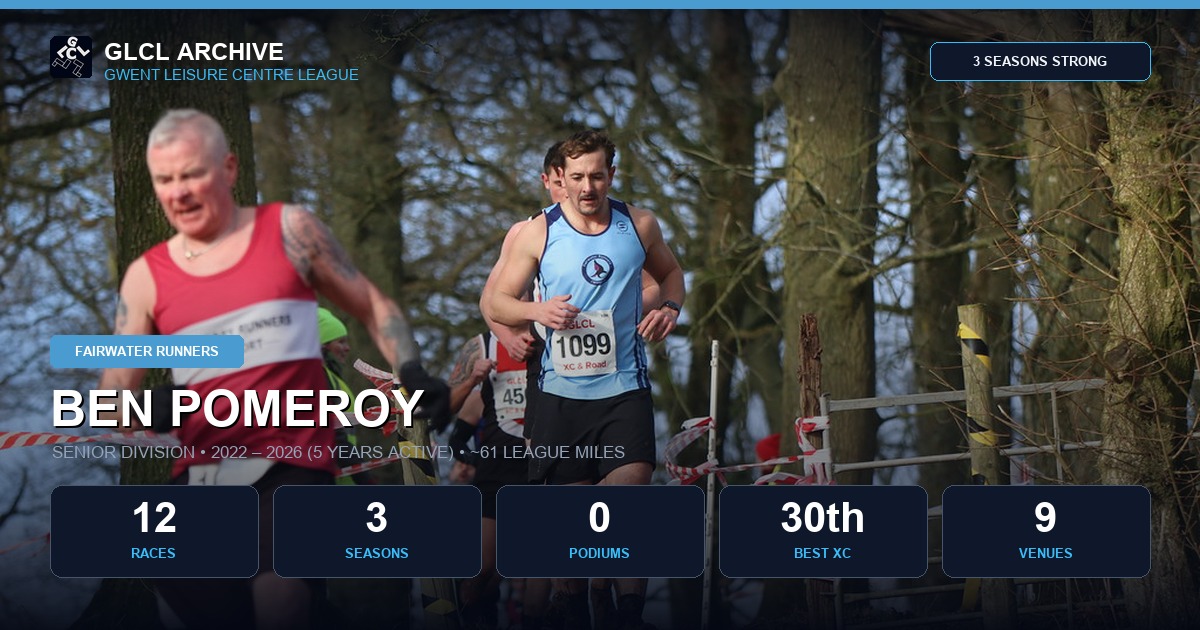 GLCL ARCHIVE
GWENT LEISURE CENTRE LEAGUE
3 SEASONS STRONG
GLCL
1099
XC & Road
45
RUNNERS
FAIRWATER RUNNERS
BEN POMEROY
SENIOR DIVISION • 2022 – 2026 (5 YEARS ACTIVE) • ~61 LEAGUE MILES
12
RACES
3
SEASONS
0
PODIUMS
30th
BEST XC
9
VENUES